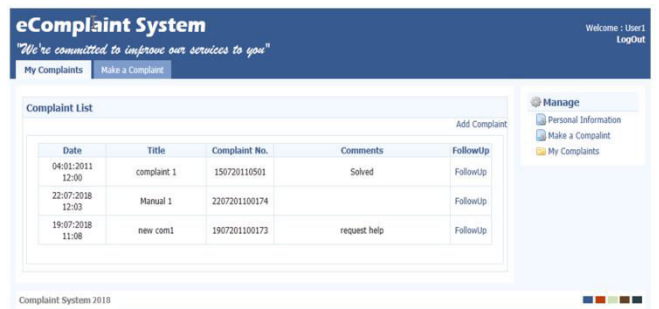 eComplaint System
"We're committed to improve our services to you"
Welcome : User1
LogOut
My Complaints
Make a Complaint
Complaint List
Add Complaint
Date Title Complaint No. Comments FollowUp
04:01:2011
12:00
complaint 1 150720110501 Solved FollowUp
22:07:2018
12:03
Manual 1 2207201100174 FollowUp
19:07:2018
11:08
new com1 1907201100173 request help FollowUp
Manage
Personal Information
Make a Compalint
My Complaints
Complaint System 2018